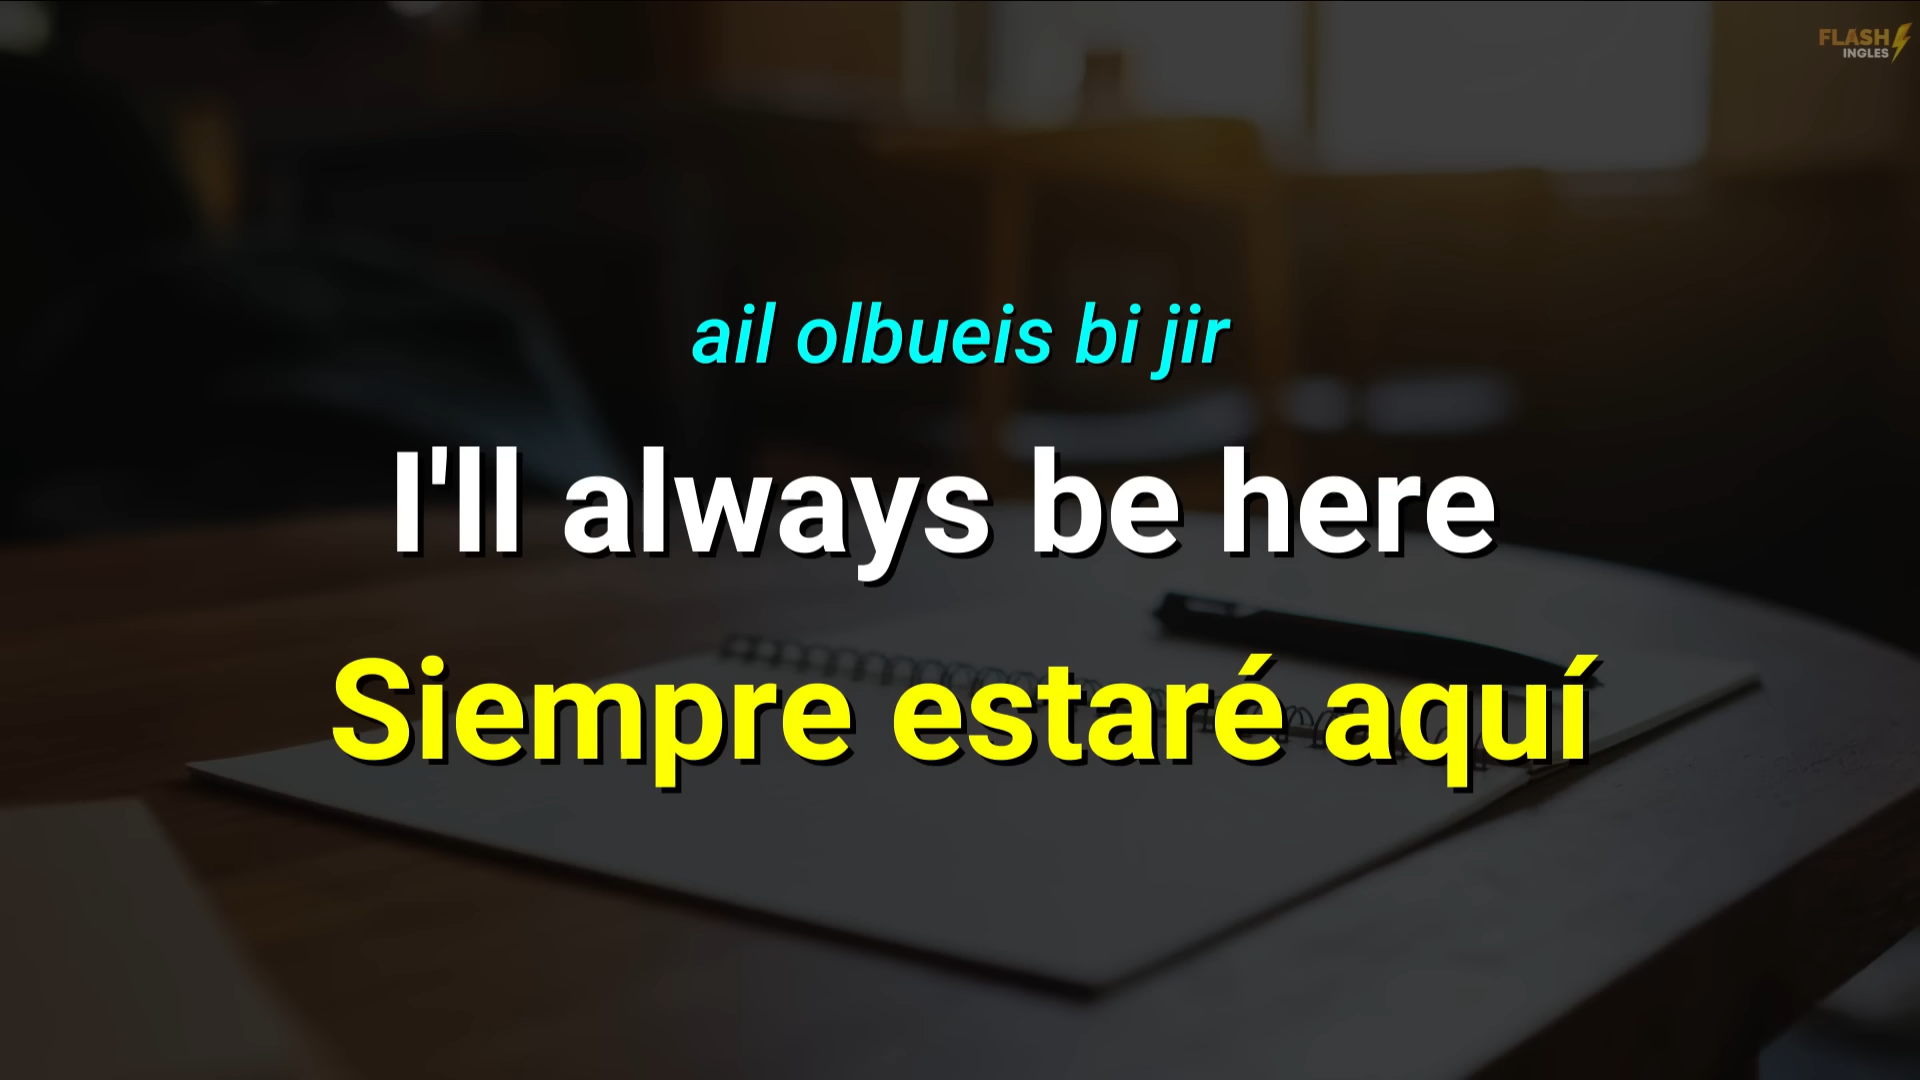 FLASH
INGLES
ail olbueis bi jir
I'll always be here
Siempre estaré aquí